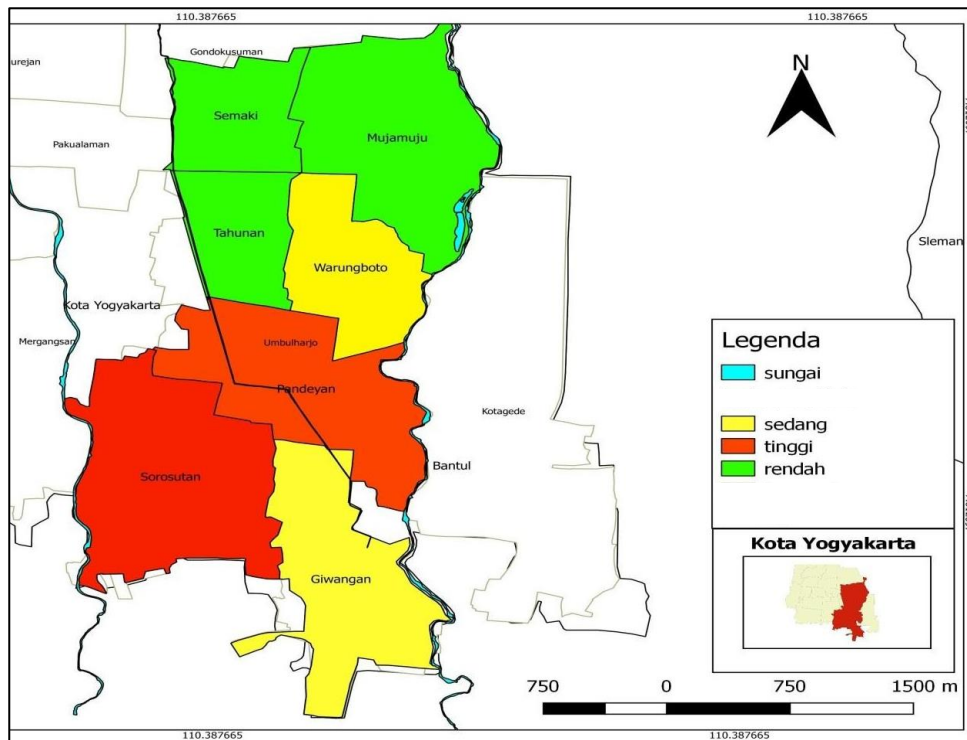 110.387665 110.387665
Gondokusuman
urejan
N
Semaki
Mujamuju
Pakualaman
Tahunan
Sleman
Warungboto
Kota Yogyakarta
Mergangsan
Umbulharjo
Pandeyan
Kotagede
Bantul
Sorosutan
Giwangan
Legenda
sungai
sedang
tinggi
rendah
Kota Yogyakarta
750 0 750 1500 m
110.387665 110.387665